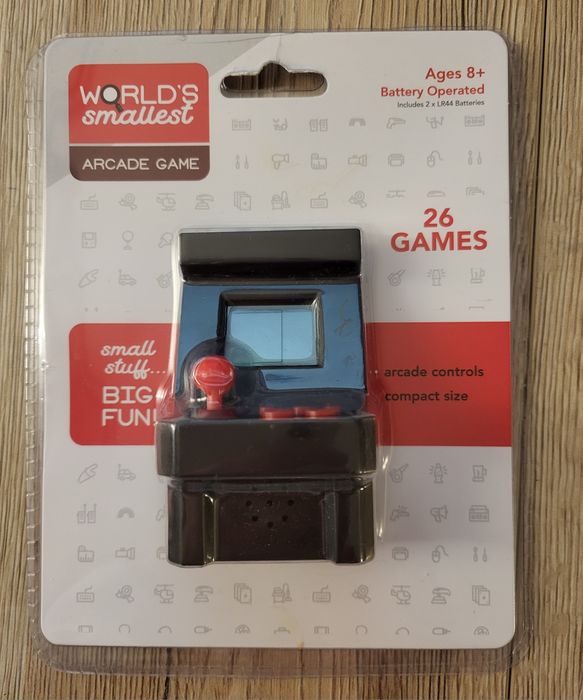 WORLD'S
smallest
ARCADE GAME
Ages 8+
Battery Operated
Includes 2 x LR44 Batteries
26
GAMES
small
stuff...
BIG
FUN!
arcade controls
compact size